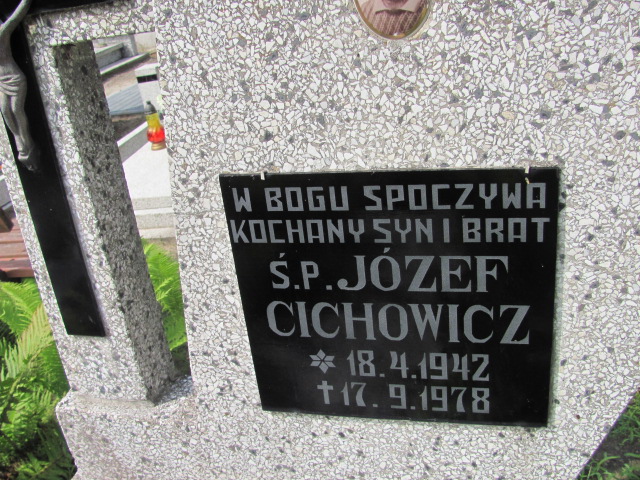 W BOGU SPOCZYWA
KOCHANY SYN I BRAT
Ś.P. JÓZEF
CICHOWICZ
18.4.1942
† 17.9.1978